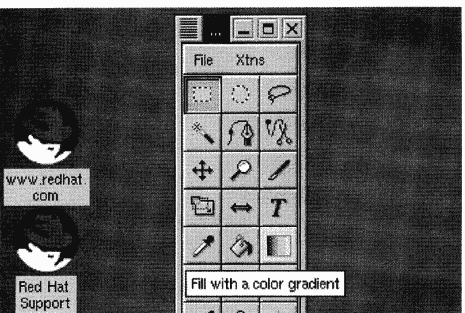 ...
File Xtns
www.redhat.
com
T
Fill with a color gradient
Red Hat
Support